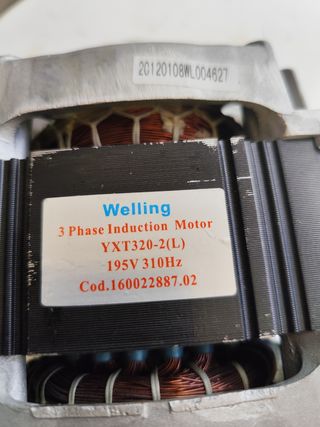 20120108WL004627
Welling
3 Phase Induction Motor
YXT320-2(L)
195V 310Hz
Cod.160022887.02